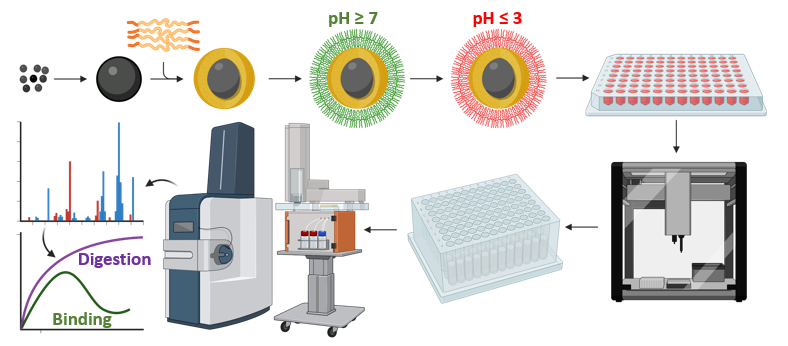 pH ≥ 7
pH ≤ 3
Digestion
Binding